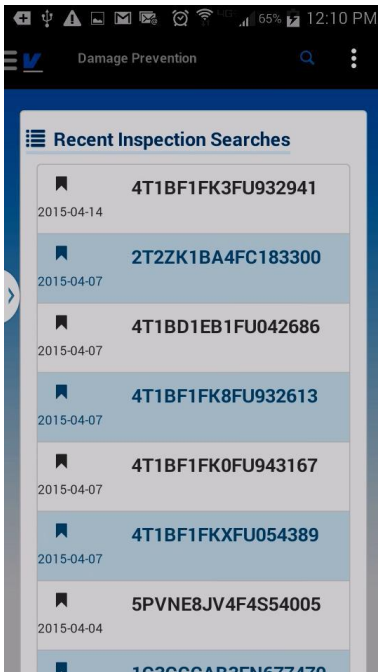 65% 12:10 PM
Damage Prevention
Recent Inspection Searches
4T1BF1FK3FU932941
2015-04-14
2T2ZK1BA4FC183300
2015-04-07
4T1BD1EB1FU042686
2015-04-07
4T1BF1FK8FU932613
2015-04-07
4T1BF1FK0FU943167
2015-04-07
4T1BF1FKXFU054389
2015-04-07
5PVNE8JV4F4S54005
2015-04-04